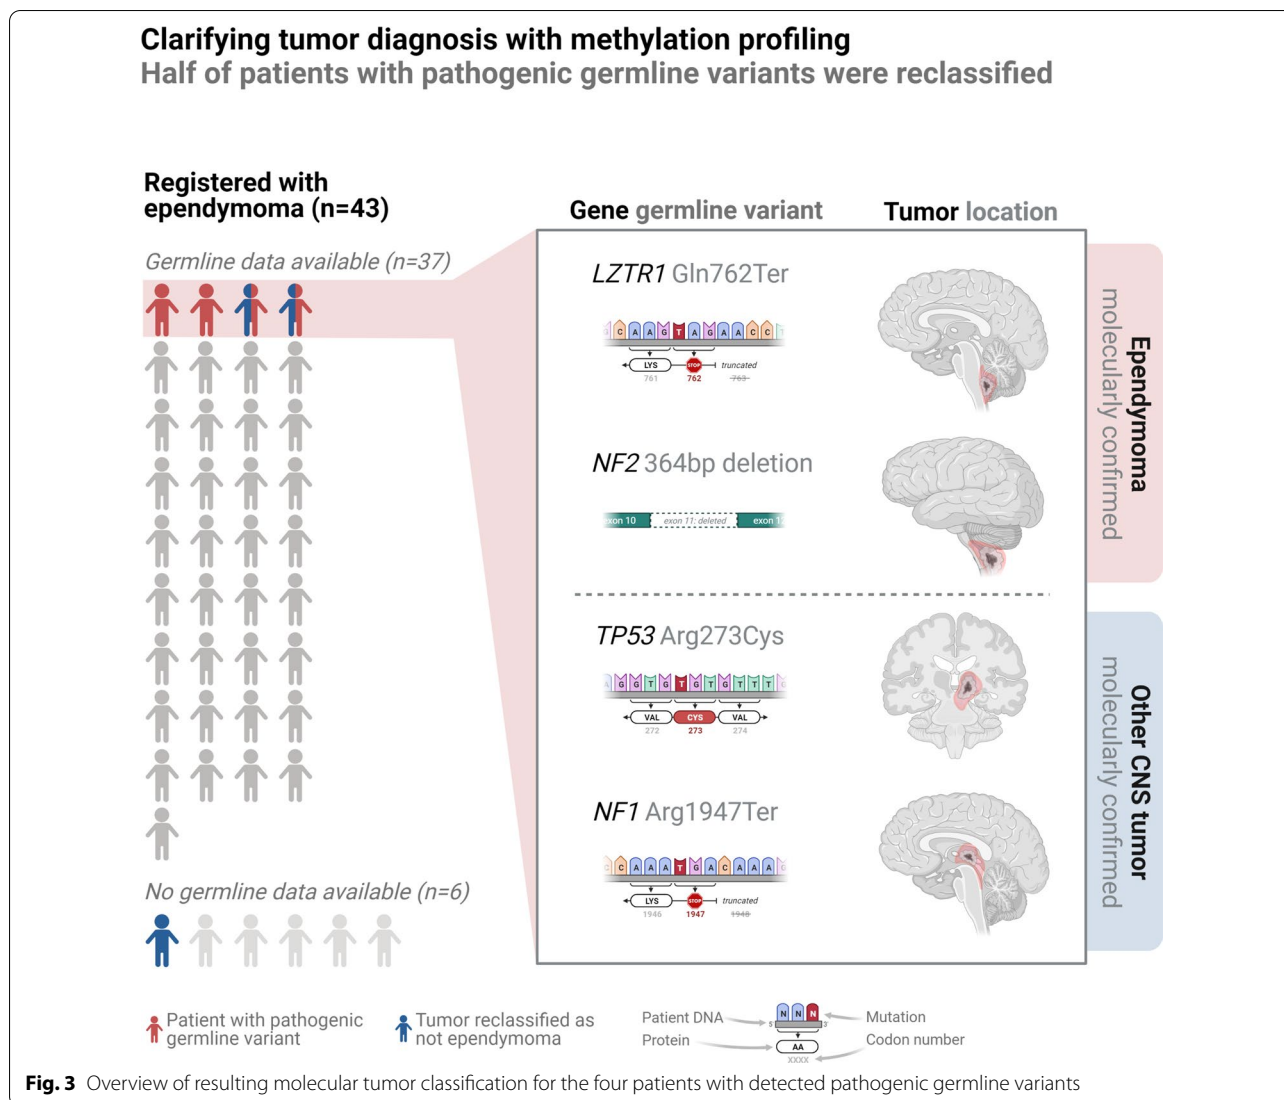 Clarifying tumor diagnosis with methylation profiling
Half of patients with pathogenic germline variants were reclassified
Registered with
ependymoma (n=43)
Germline data available (n=37)
Gene germline variant
Tumor location
LZTR1 Gln762Ter
G C A A G T A G A A C C T
LYS STOP truncated
761 762 763
NF2 364bp deletion
exon 10 exon 11: deleted exon 12
Ependymoma
molecularly confirmed
TP53 Arg273Cys
A G G T G T G T G T T T G
VAL CYS VAL
272 273 274
NF1 Arg1947Ter
C C A A A T G A C A A A G
LYS STOP truncated
1946 1947 1948
Other CNS tumor
molecularly confirmed
No germline data available (n=6)
Patient with pathogenic
germline variant
Tumor reclassified as
not ependymoma
Patient DNA
Protein
N N N
5' 3'
AA
XXXX
Mutation
Codon number
Fig. 3 Overview of resulting molecular tumor classification for the four patients with detected pathogenic germline variants